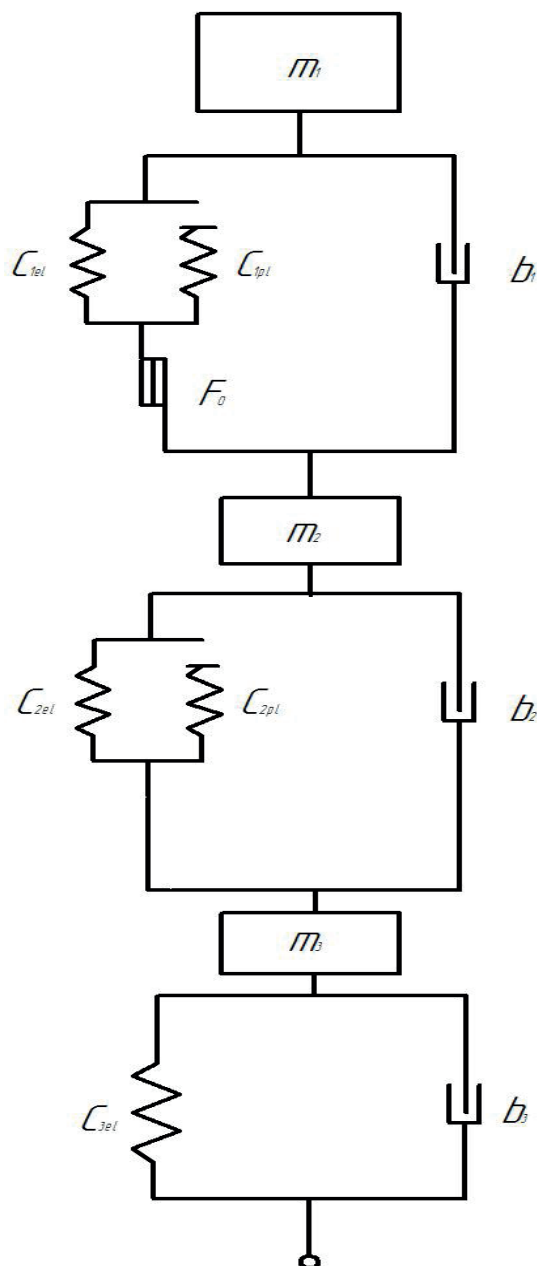 m₁
C₁ₑₗ C₁ₚₗ b₁
F₀
m₂
C₂ₑₗ C₂ₚₗ b₂
m₃
C₃ₑₗ b₃